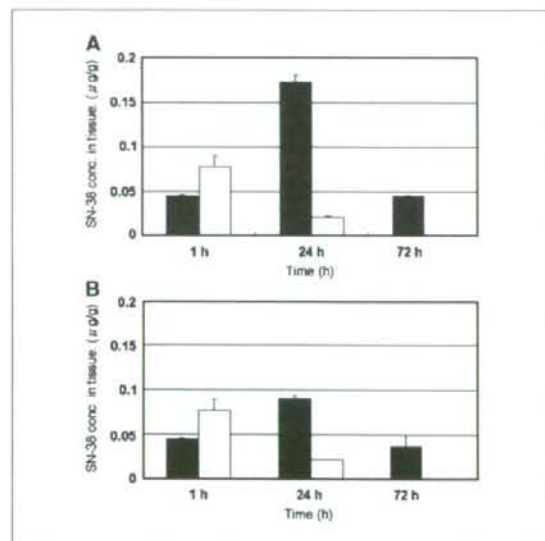 A
SN-38 conc. in tissue. (μg/g)
0.2
0.15
0.1
0.05
0
1 h
24 h
72 h
Time (h)
B
SN-38 conc. in tissue. (μg/g)
0.2
0.15
0.1
0.05
0
1 h
24 h
72 h
Time (h)